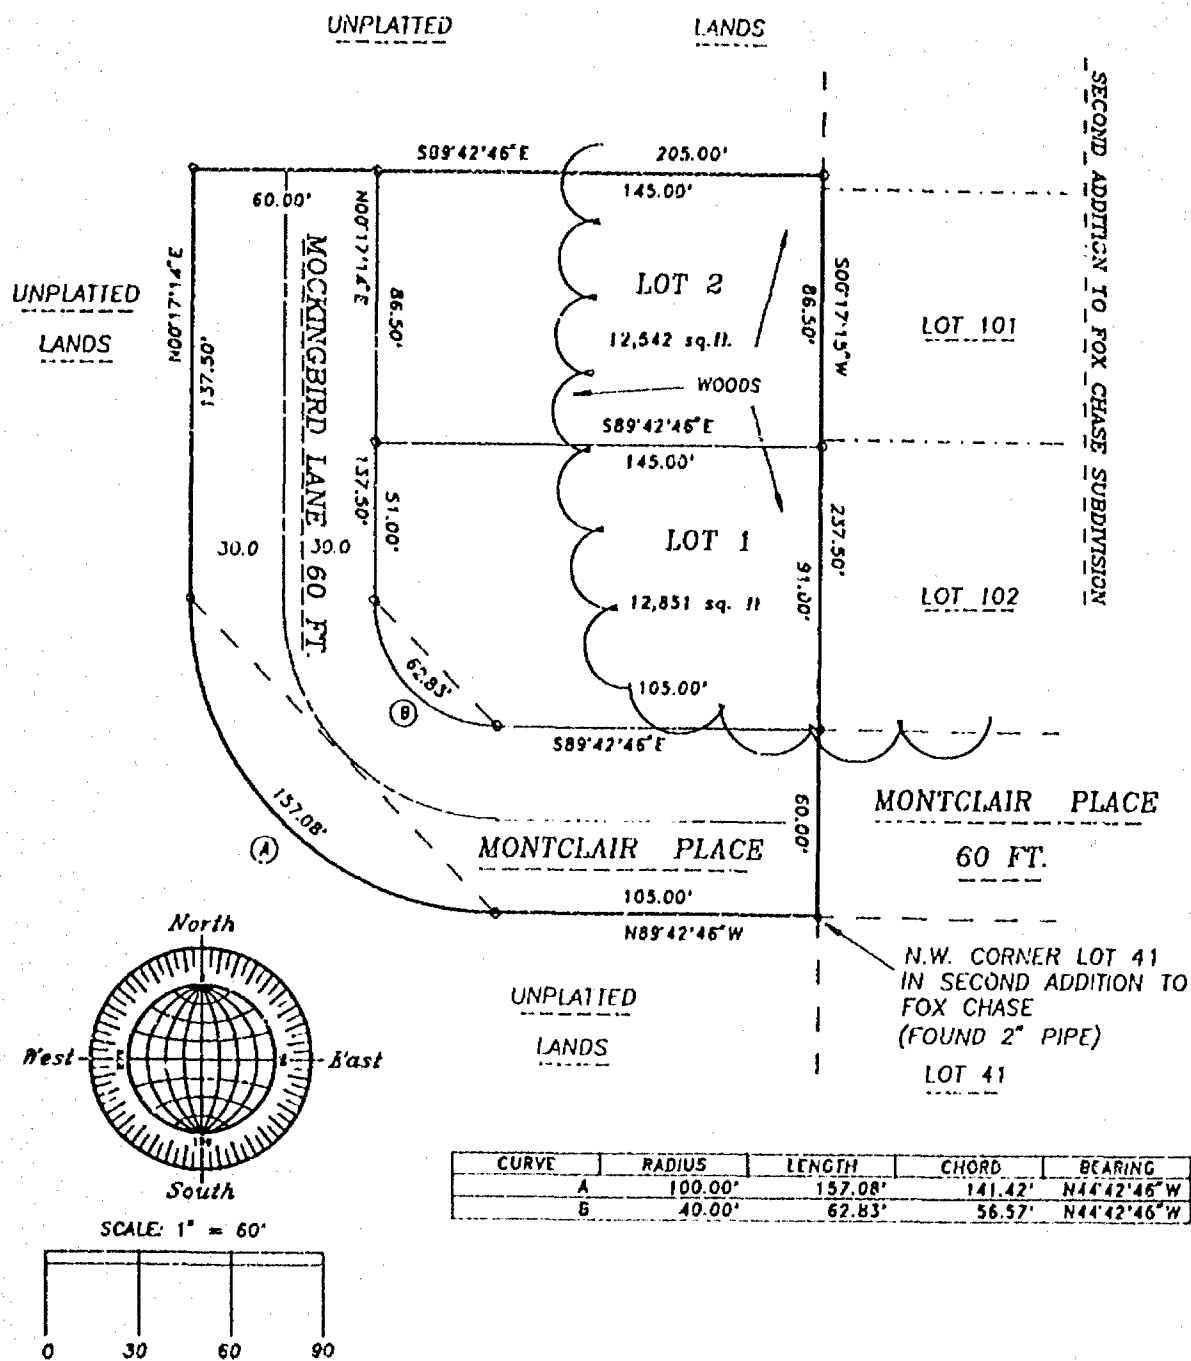 UNPLATTED LANDS
S89°42'46"E 205.00'
60.00' 145.00'
N00°17'14"E
137.50'
UNPLATTED
LANDS
MOCKINGBIRD LANE 60 FT.
N00°17'14"E
86.50'
LOT 2
12,542 sq.ft.
WOODS
86.50'
S00°17'15"W
LOT 101
SECOND ADDITION TO FOX CHASE SUBDIVISION
S89°42'46"E
145.00'
137.50'
51.00'
30.0 30.0
LOT 1
12,851 sq. ft
91.00'
237.50'
LOT 102
62.83'
B
105.00'
S89°42'46"E
157.08'
A
60.00'
MONTCLAIR PLACE
MONTCLAIR PLACE
60 FT.
105.00'
N89°42'46"W
UNPLATTED
LANDS
N.W. CORNER LOT 41
IN SECOND ADDITION TO
FOX CHASE
(FOUND 2" PIPE)
LOT 41
North
West East
South
SCALE: 1" = 60'
0 30 60 90
CURVE RADIUS LENGTH CHORD BEARING
A 100.00' 157.08' 141.42' N44°42'46"W
B 40.00' 62.83' 56.57' N44°42'46"W